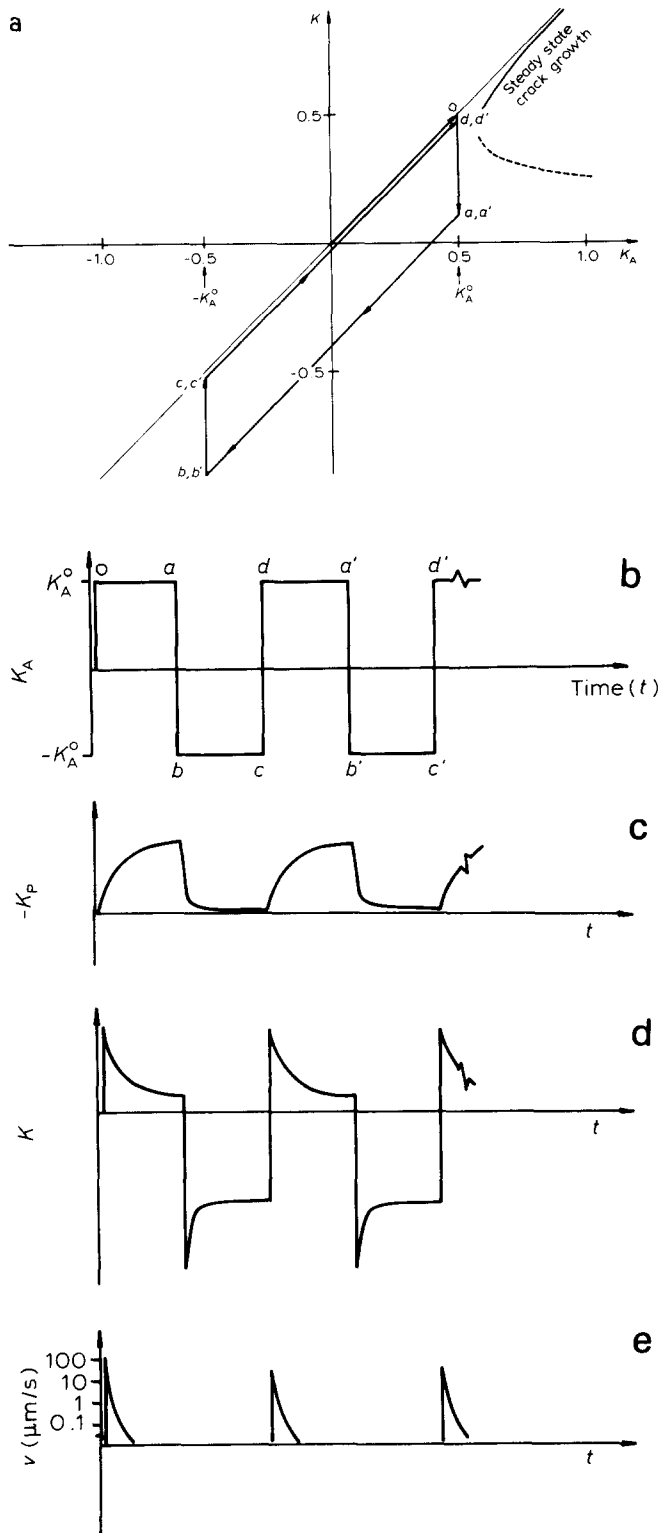 a
K
Steady state
crack growth
0.5
o
d,d'
a,a'
-1.0
-0.5
0.5
1.0
K_A
-K_A^o
K_A^o
c,c'
-0.5
b,b'
b
o
a
d
a'
d'
K_A^o
K_A
Time (t)
-K_A^o
b
c
b'
c'
c
-K_P
t
d
K
t
e
100
10
1
0.1
v (μm/s)
t